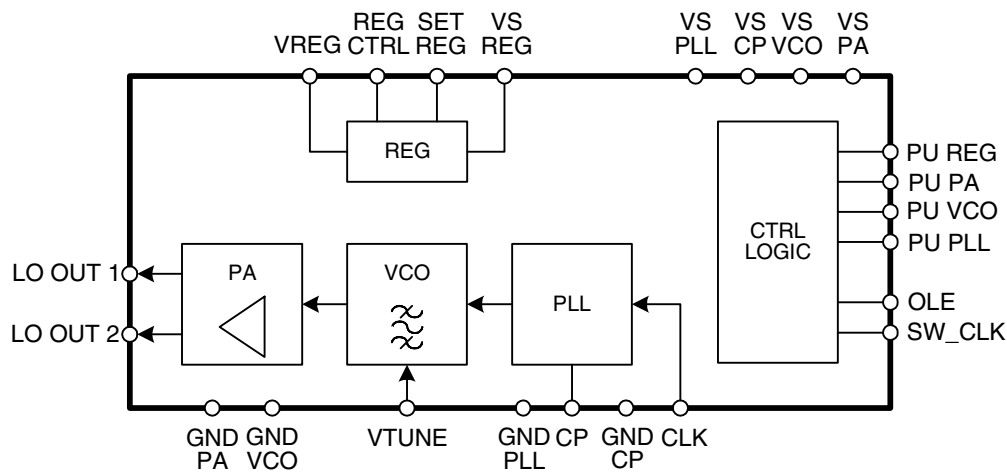 VREG
REG
CTRL
SET
REG
VS
REG
VS
PLL
VS
CP
VS
VCO
VS
PA
REG
CTRL
LOGIC
PU REG
PU PA
PU VCO
PU PLL
OLE
SW_CLK
LO OUT 1
LO OUT 2
PA
VCO
PLL
GND
PA
GND
VCO
VTUNE
GND
PLL
CP
GND
CP
CLK